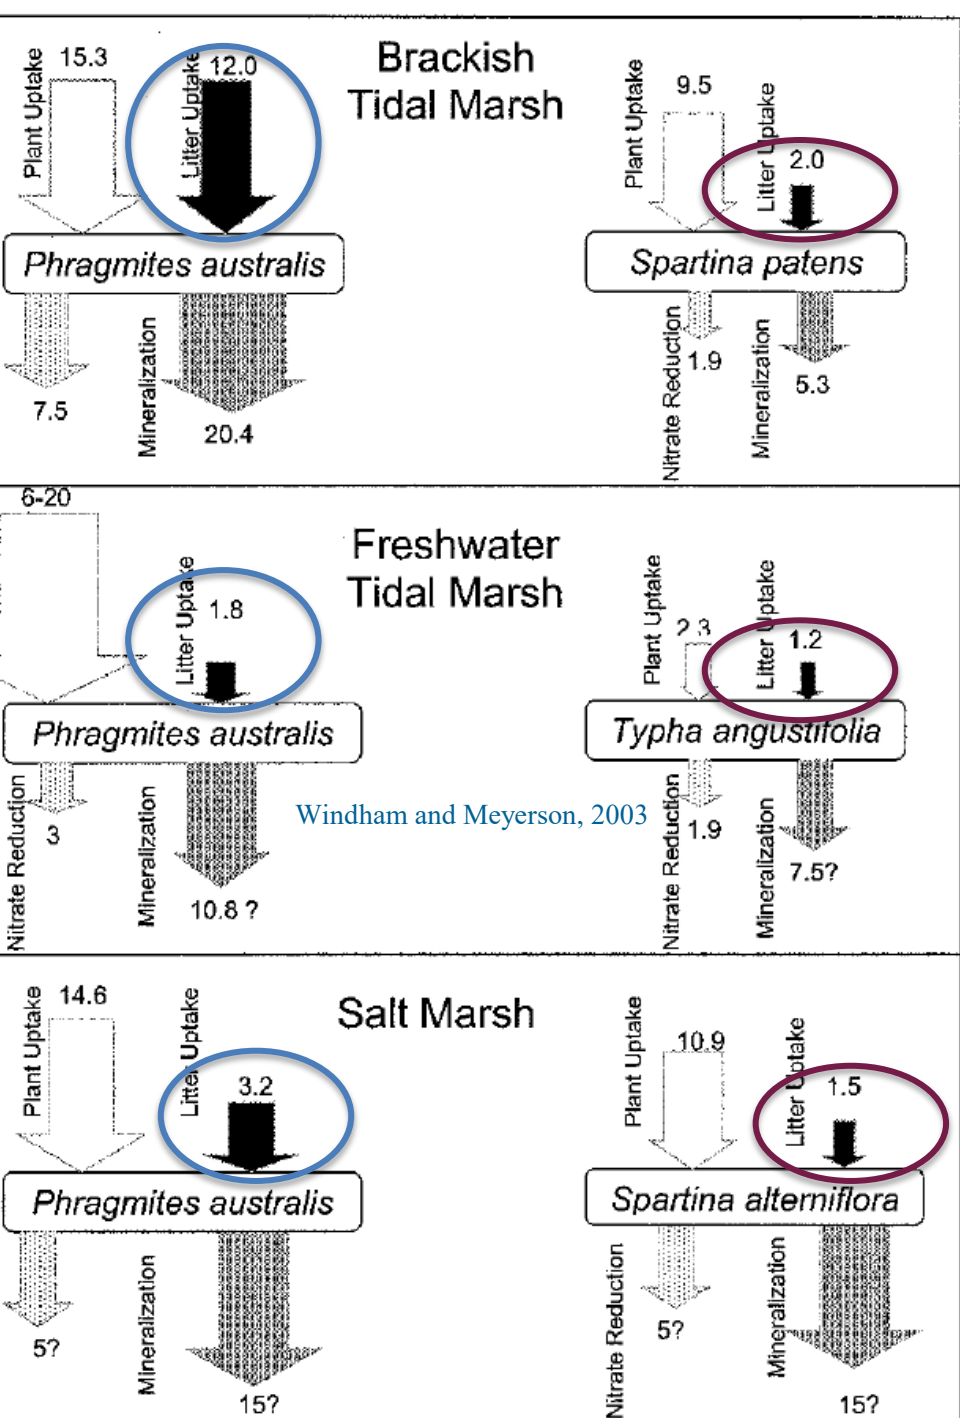 Brackish
Tidal Marsh
Plant Uptake
15.3
Litter Uptake
12.0
Phragmites australis
7.5
Mineralization
20.4
Plant Uptake
9.5
Litter Uptake
2.0
Spartina patens
Nitrate Reduction
1.9
Mineralization
5.3
Freshwater
Tidal Marsh
6-20
Litter Uptake
1.8
Phragmites australis
Nitrate Reduction
3
Mineralization
10.8 ?
Plant Uptake
2.3
Litter Uptake
1.2
Typha angustifolia
Nitrate Reduction
1.9
Mineralization
7.5?
Windham and Meyerson, 2003
Salt Marsh
Plant Uptake
14.6
Litter Uptake
3.2
Phragmites australis
5?
Mineralization
15?
Plant Uptake
10.9
Litter Uptake
1.5
Spartina alterniflora
Nitrate Reduction
5?
Mineralization
15?